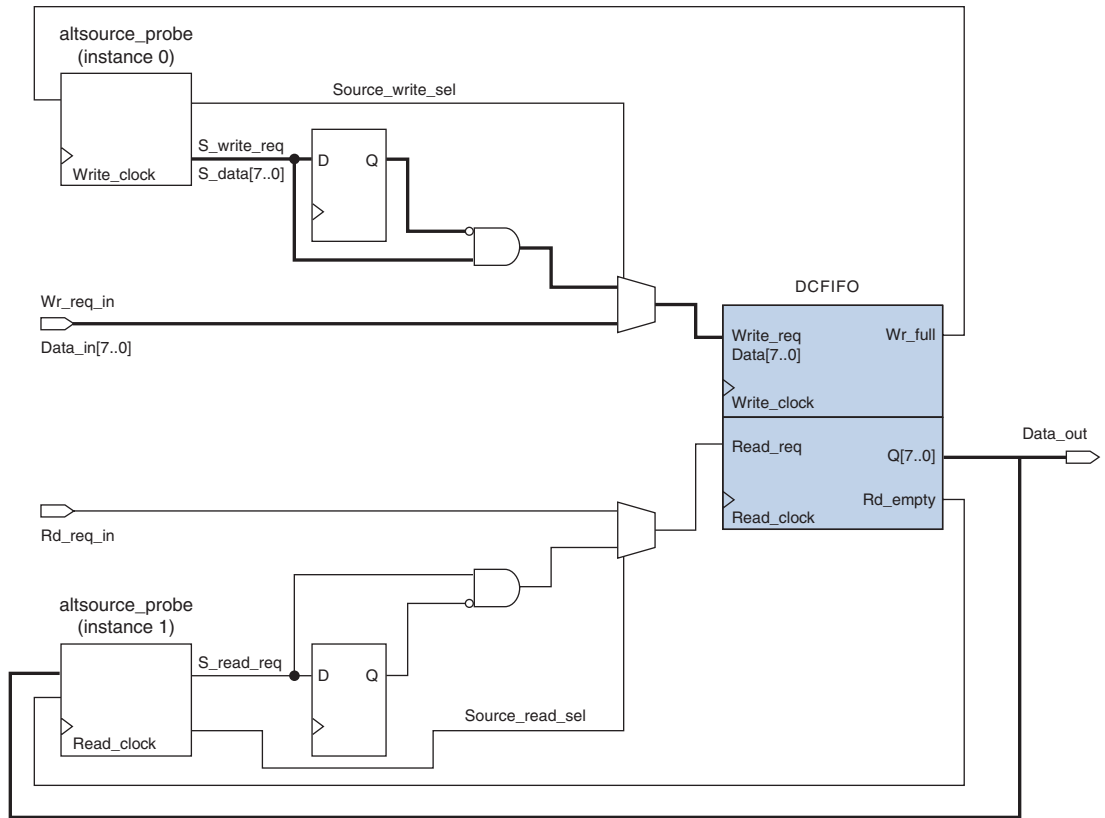 altsource_probe
(instance 0)
Source_write_sel
S_write_req
D Q
Write_clock
S_data[7..0]
Wr_req_in
Data_in[7..0]
DCFIFO
Write_req
Wr_full
Data[7..0]
Write_clock
Data_out
Read_req
Q[7..0]
Rd_empty
Read_clock
Rd_req_in
altsource_probe
(instance 1)
S_read_req
D Q
Source_read_sel
Read_clock